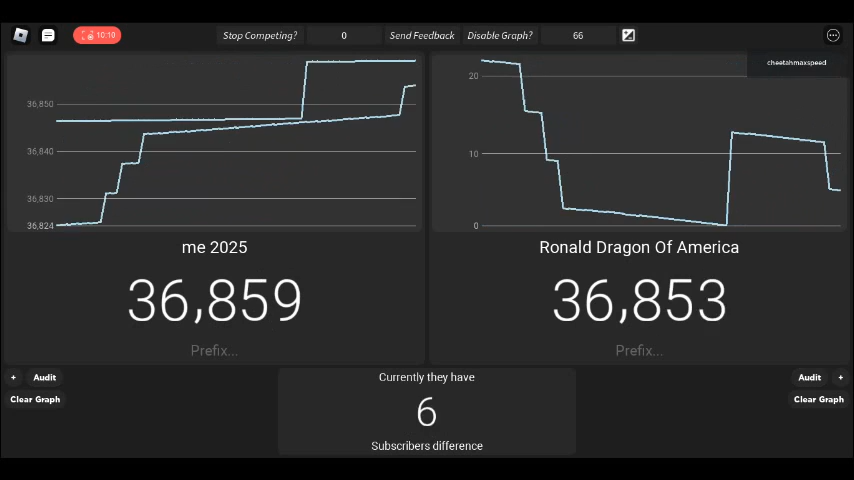 10:10
Stop Competing?
0
Send Feedback
Disable Graph?
66
cheetahmaxspeed
36,850
36,840
36,830
36,824
20
10
0
me 2025
Ronald Dragon Of America
36,859
36,853
Prefix...
Prefix...
+ Audit
Clear Graph
Currently they have
6
Subscribers difference
Audit +
Clear Graph